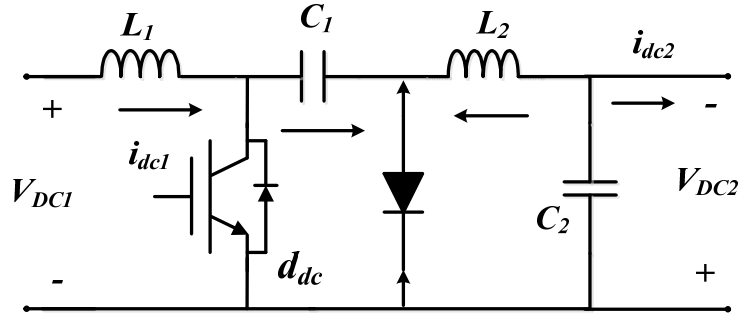 L1
C1
L2
idc2
+
-
idc1
VDC1
VDC2
C2
ddc
-
+